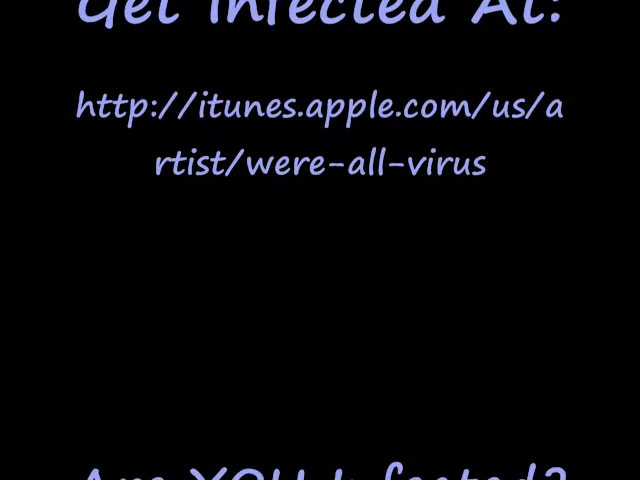 Get Infected At:
http://itunes.apple.com/us/a
rtist/were-all-virus
Are YOU Infected?